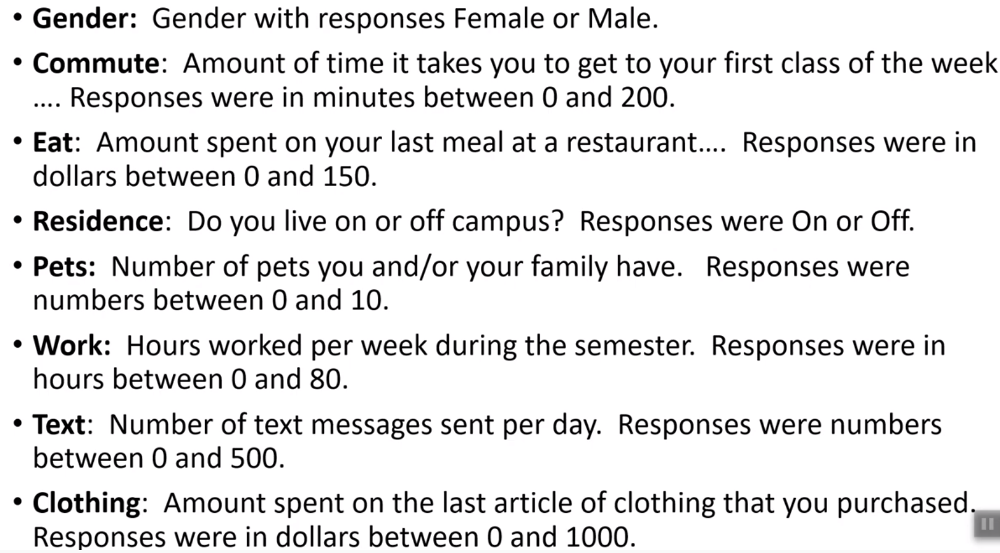 • Gender: Gender with responses Female or Male.
• Commute: Amount of time it takes you to get to your first class of the week
.... Responses were in minutes between 0 and 200.
• Eat: Amount spent on your last meal at a restaurant.... Responses were in
dollars between 0 and 150.
• Residence: Do you live on or off campus? Responses were On or Off.
• Pets: Number of pets you and/or your family have. Responses were
numbers between 0 and 10.
• Work: Hours worked per week during the semester. Responses were in
hours between 0 and 80.
• Text: Number of text messages sent per day. Responses were numbers
between 0 and 500.
• Clothing: Amount spent on the last article of clothing that you purchased.
Responses were in dollars between 0 and 1000.